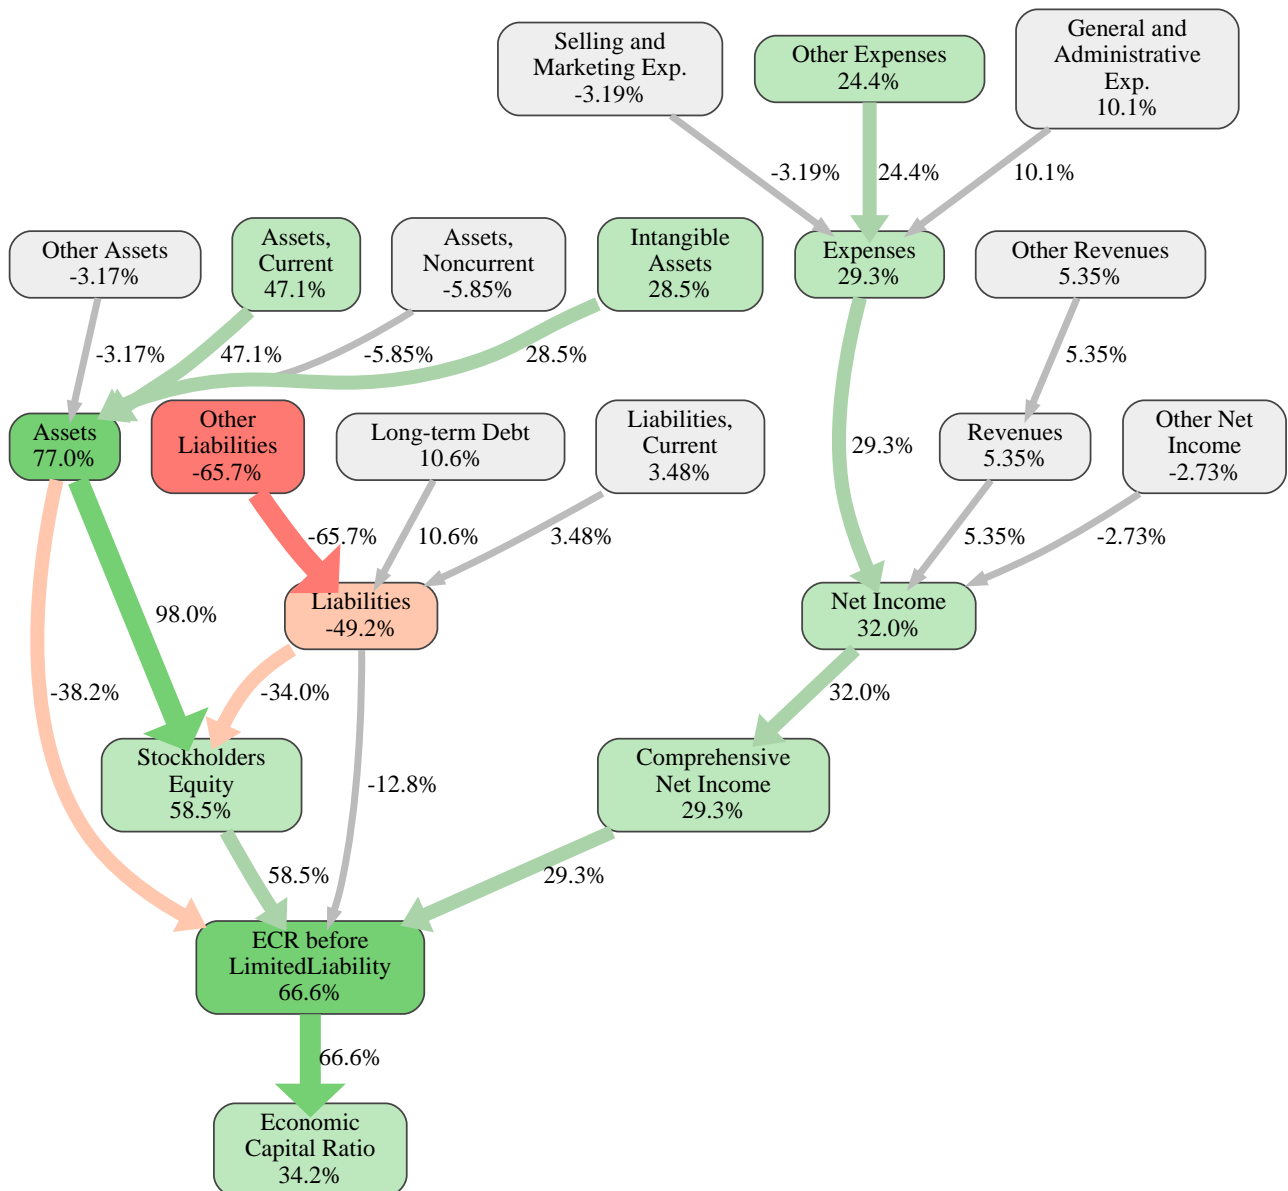 Selling and
Marketing Exp.
-3.19%
Other Expenses
24.4%
General and
Administrative
Exp.
10.1%
-3.19%
24.4%
10.1%
Other Assets
-3.17%
Assets,
Current
47.1%
Assets,
Noncurrent
-5.85%
Intangible
Assets
28.5%
Expenses
29.3%
Other Revenues
5.35%
-3.17%
47.1%
-5.85%
28.5%
5.35%
Assets
77.0%
Other
Liabilities
-65.7%
Long-term Debt
10.6%
Liabilities,
Current
3.48%
29.3%
Revenues
5.35%
Other Net
Income
-2.73%
-65.7%
10.6%
3.48%
5.35%
-2.73%
98.0%
Liabilities
-49.2%
Net Income
32.0%
-38.2%
-34.0%
32.0%
Stockholders
Equity
58.5%
-12.8%
Comprehensive
Net Income
29.3%
58.5%
29.3%
ECR before
LimitedLiability
66.6%
66.6%
Economic
Capital Ratio
34.2%